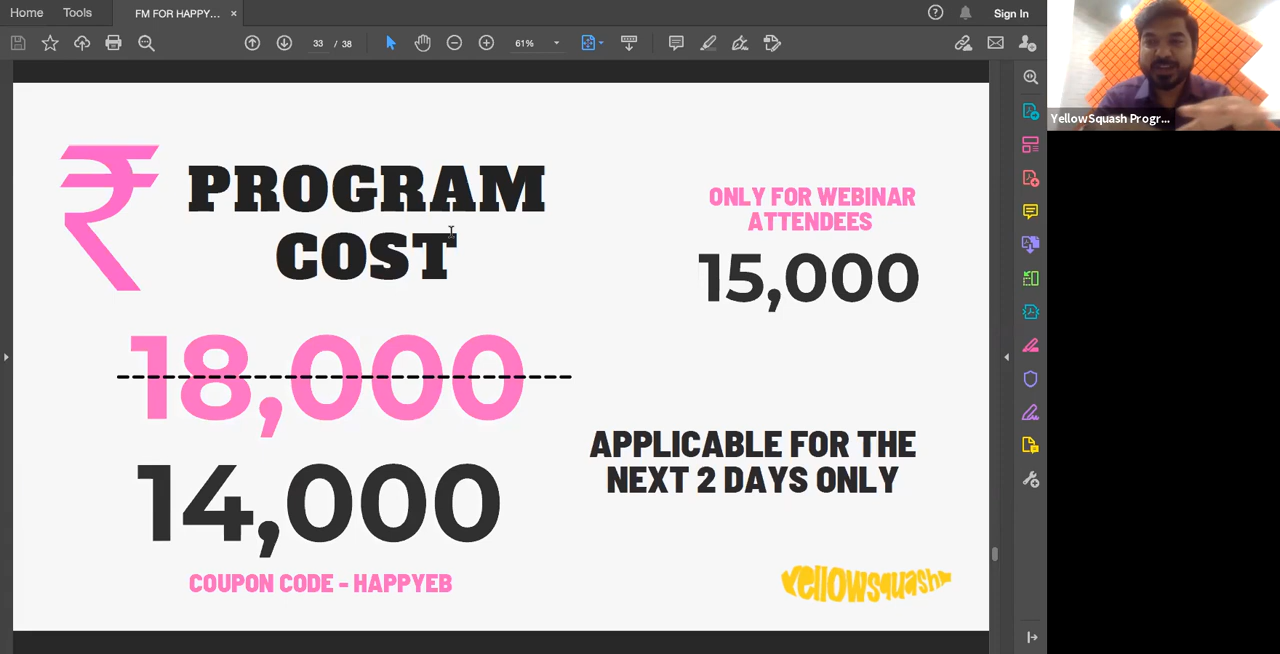 Home
Tools
FM FOR HAPPY... ×
Sign In
33 / 38
61%
YellowSquash Progr...
₹
PROGRAM
COST
18,000
14,000
COUPON CODE - HAPPYEB
ONLY FOR WEBINAR
ATTENDEES
15,000
APPLICABLE FOR THE
NEXT 2 DAYS ONLY
yellowsquash